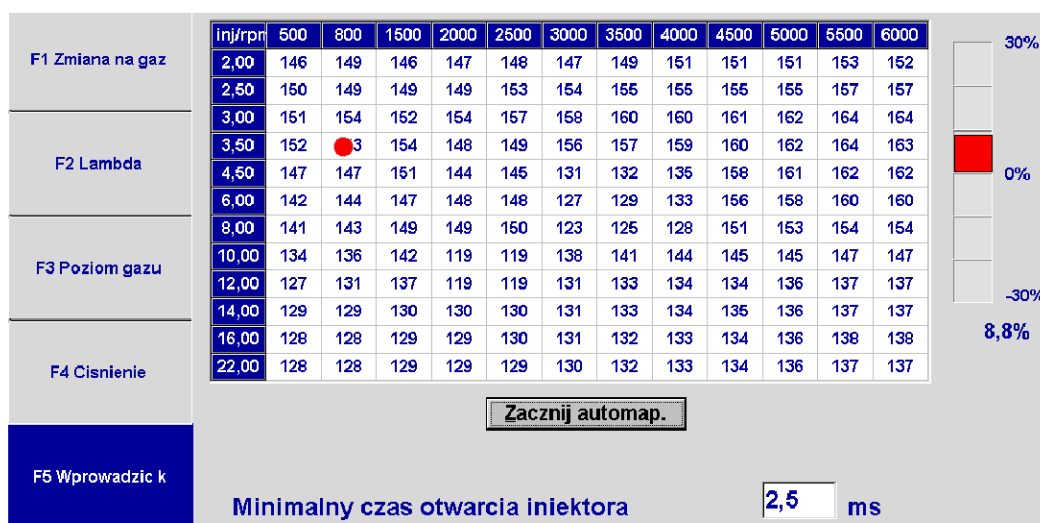 F1 Zmiana na gaz
F2 Lambda
F3 Poziom gazu
F4 Cisnienie
F5 Wprowadzic k
inj/rpm 500 800 1500 2000 2500 3000 3500 4000 4500 5000 5500 6000
2,00 146 149 146 147 148 147 149 151 151 151 153 152
2,50 150 149 149 149 153 154 155 155 155 155 157 157
3,00 151 154 152 154 157 158 160 160 161 162 164 164
3,50 152 3 154 148 149 156 157 159 160 162 164 163
4,50 147 147 151 144 145 131 132 135 158 161 162 162
6,00 142 144 147 148 148 127 129 133 156 158 160 160
8,00 141 143 149 149 150 123 125 128 151 153 154 154
10,00 134 136 142 119 119 138 141 144 145 145 147 147
12,00 127 131 137 119 119 131 133 134 134 136 137 137
14,00 129 129 130 130 130 131 133 134 135 136 137 137
16,00 128 128 129 129 130 131 132 133 134 136 138 138
22,00 128 128 129 129 129 130 132 133 134 136 137 137
30%
0%
-30%
8,8%
Zacznij automap.
Minimalny czas otwarcia iniektora 2,5 ms